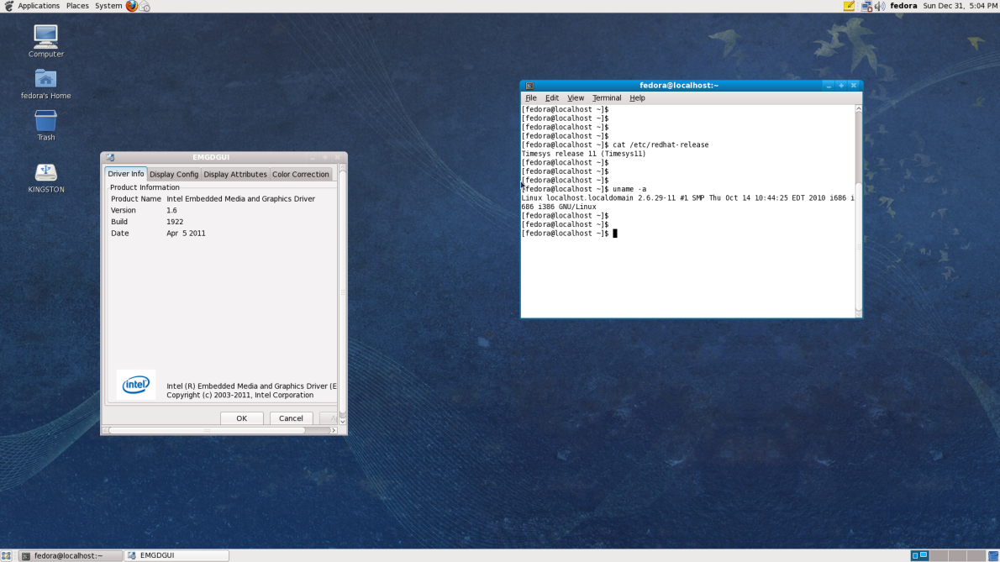 Applications Places System fedora Sun Dec 31, 5:04 PM
Computer
fedora's Home
Trash
KINGSTON
EMGDGUI
Driver Info Display Config Display Attributes Color Correction
Product Information
Product Name Intel Embedded Media and Graphics Driver
Version 1.6
Build 1922
Date Apr 5 2011
intel
Intel (R) Embedded Media and Graphics Driver (E
Copyright (c) 2003-2011, Intel Corporation
OK Cancel
fedora@localhost:~
File Edit View Terminal Help
[fedora@localhost ~]$
[fedora@localhost ~]$
[fedora@localhost ~]$
[fedora@localhost ~]$
[fedora@localhost ~]$ cat /etc/redhat-release
Timesys release 11 (Timesys11)
[fedora@localhost ~]$
[fedora@localhost ~]$
[fedora@localhost ~]$
[fedora@localhost ~]$ uname -a
Linux localhost.localdomain 2.6.29-11 #1 SMP Thu Oct 14 10:44:25 EDT 2010 i686 i
686 i386 GNU/Linux
[fedora@localhost ~]$
[fedora@localhost ~]$
[fedora@localhost ~]$
fedora@localhost:~ EMGDGUI